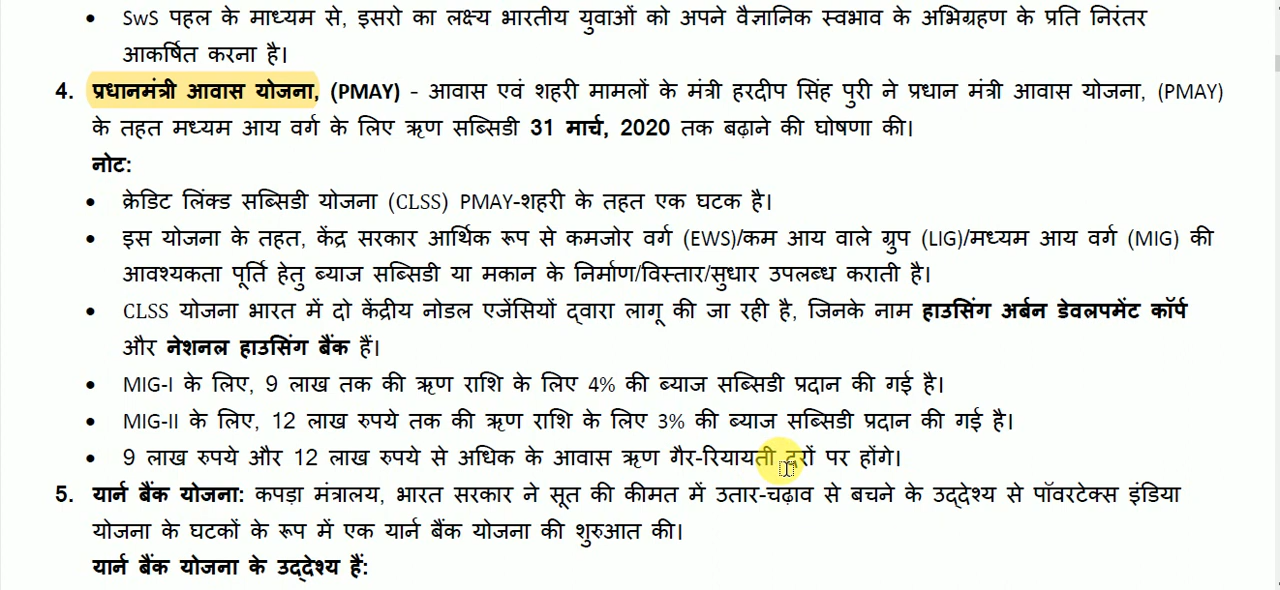 • SwS पहल के माध्यम से, इसरो का लक्ष्य भारतीय युवाओं को अपने वैज्ञानिक स्वभाव के अभिग्रहण के प्रति निरंतर
आकर्षित करना है।
4. प्रधानमंत्री आवास योजना, (PMAY) - आवास एवं शहरी मामलों के मंत्री हरदीप सिंह पुरी ने प्रधान मंत्री आवास योजना, (PMAY)
के तहत मध्यम आय वर्ग के लिए ऋण सब्सिडी 31 मार्च, 2020 तक बढ़ाने की घोषणा की।
नोट:
• क्रेडिट लिंक्ड सब्सिडी योजना (CLSS) PMAY-शहरी के तहत एक घटक है।
• इस योजना के तहत, केंद्र सरकार आर्थिक रूप से कमजोर वर्ग (EWS)/कम आय वाले ग्रुप (LIG)/मध्यम आय वर्ग (MIG) की
आवश्यकता पूर्ति हेतु ब्याज सब्सिडी या मकान के निर्माण/विस्तार/सुधार उपलब्ध कराती है।
• CLSS योजना भारत में दो केंद्रीय नोडल एजेंसियों द्वारा लागू की जा रही है, जिनके नाम हाउसिंग अर्बन डेवलपमेंट कॉर्प
और नेशनल हाउसिंग बैंक हैं।
• MIG-I के लिए, 9 लाख तक की ऋण राशि के लिए 4% की ब्याज सब्सिडी प्रदान की गई है।
• MIG-II के लिए, 12 लाख रुपये तक की ऋण राशि के लिए 3% की ब्याज सब्सिडी प्रदान की गई है।
• 9 लाख रुपये और 12 लाख रुपये से अधिक के आवास ऋण गैर-रियायती दरों पर होंगे।
5. यार्न बैंक योजना: कपड़ा मंत्रालय, भारत सरकार ने सूत की कीमत में उतार-चढ़ाव से बचने के उद्देश्य से पॉवरटेक्स इंडिया
योजना के घटकों के रूप में एक यार्न बैंक योजना की शुरुआत की।
यार्न बैंक योजना के उद्देश्य हैं: